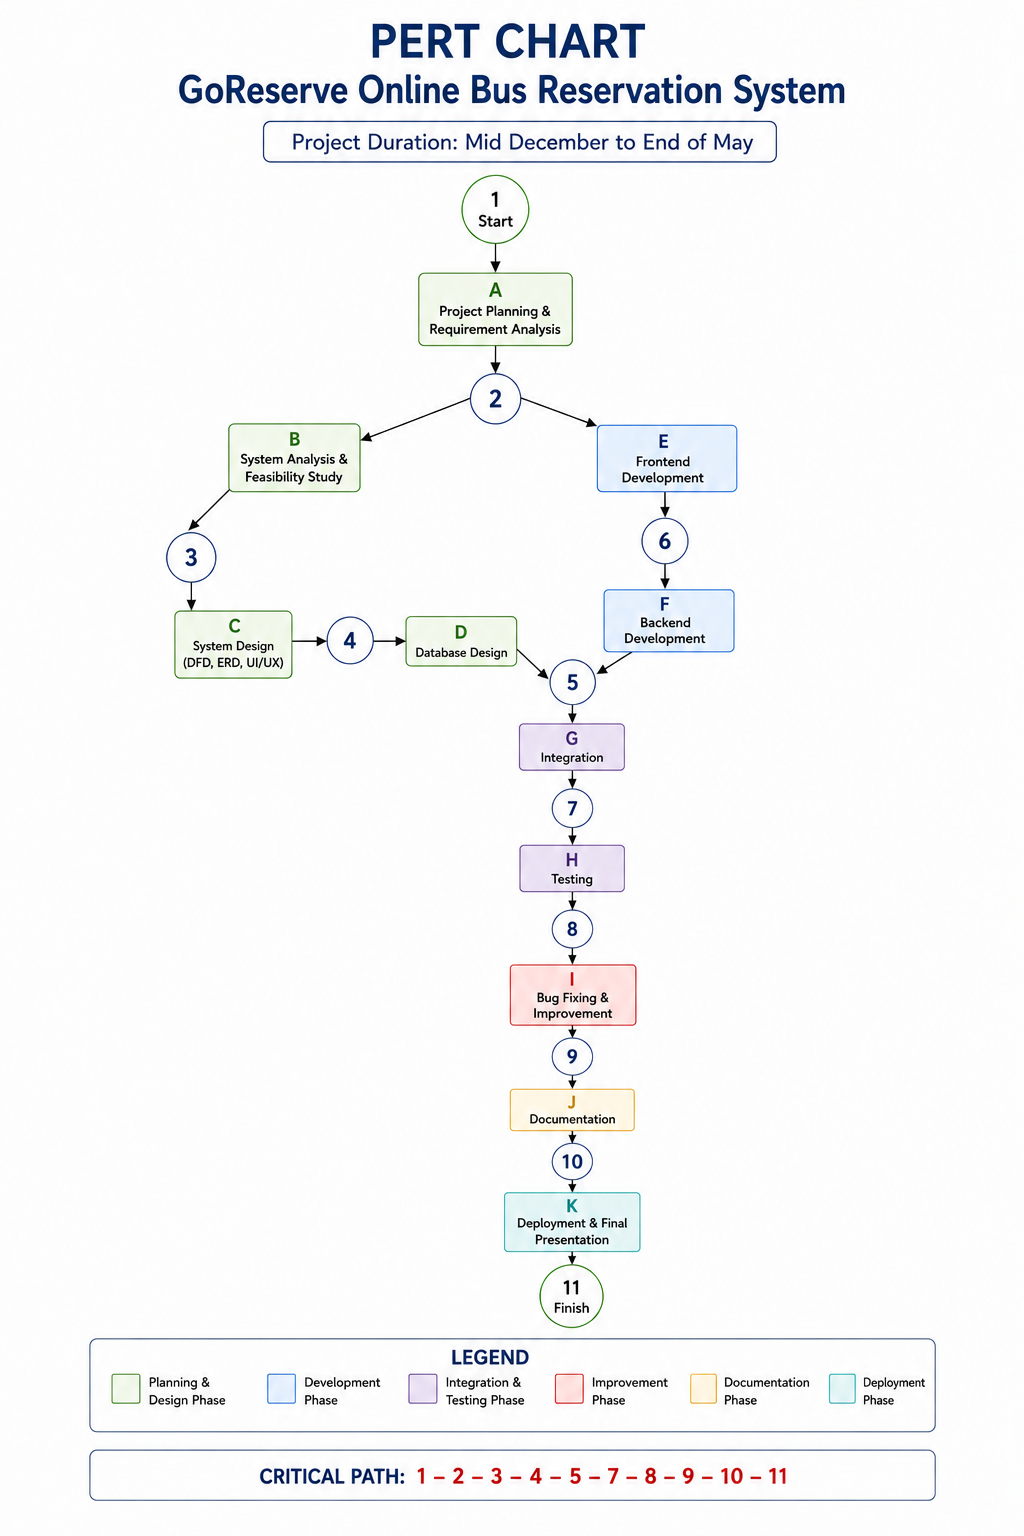 PERT CHART
GoReserve Online Bus Reservation System
Project Duration: Mid December to End of May
1
Start
A
Project Planning &
Requirement Analysis
2
B
System Analysis &
Feasibility Study
E
Frontend
Development
3
6
C
System Design
(DFD, ERD, UI/UX)
4
D
Database Design
F
Backend
Development
5
G
Integration
7
H
Testing
8
I
Bug Fixing &
Improvement
9
J
Documentation
10
K
Deployment & Final
Presentation
11
Finish
LEGEND
Planning &
Design Phase
Development
Phase
Integration &
Testing Phase
Improvement
Phase
Documentation
Phase
Deployment
Phase
CRITICAL PATH: 1 – 2 – 3 – 4 – 5 – 7 – 8 – 9 – 10 – 11